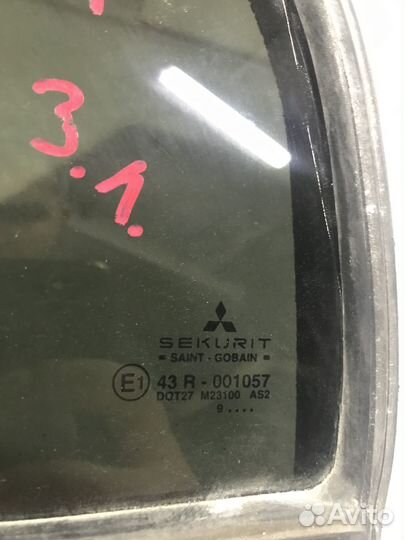 3.1.
SEKURIT
SAINT - GOBAIN
E1 43 R - 001057
DOT27 M23100 AS2
9 ....
Avito